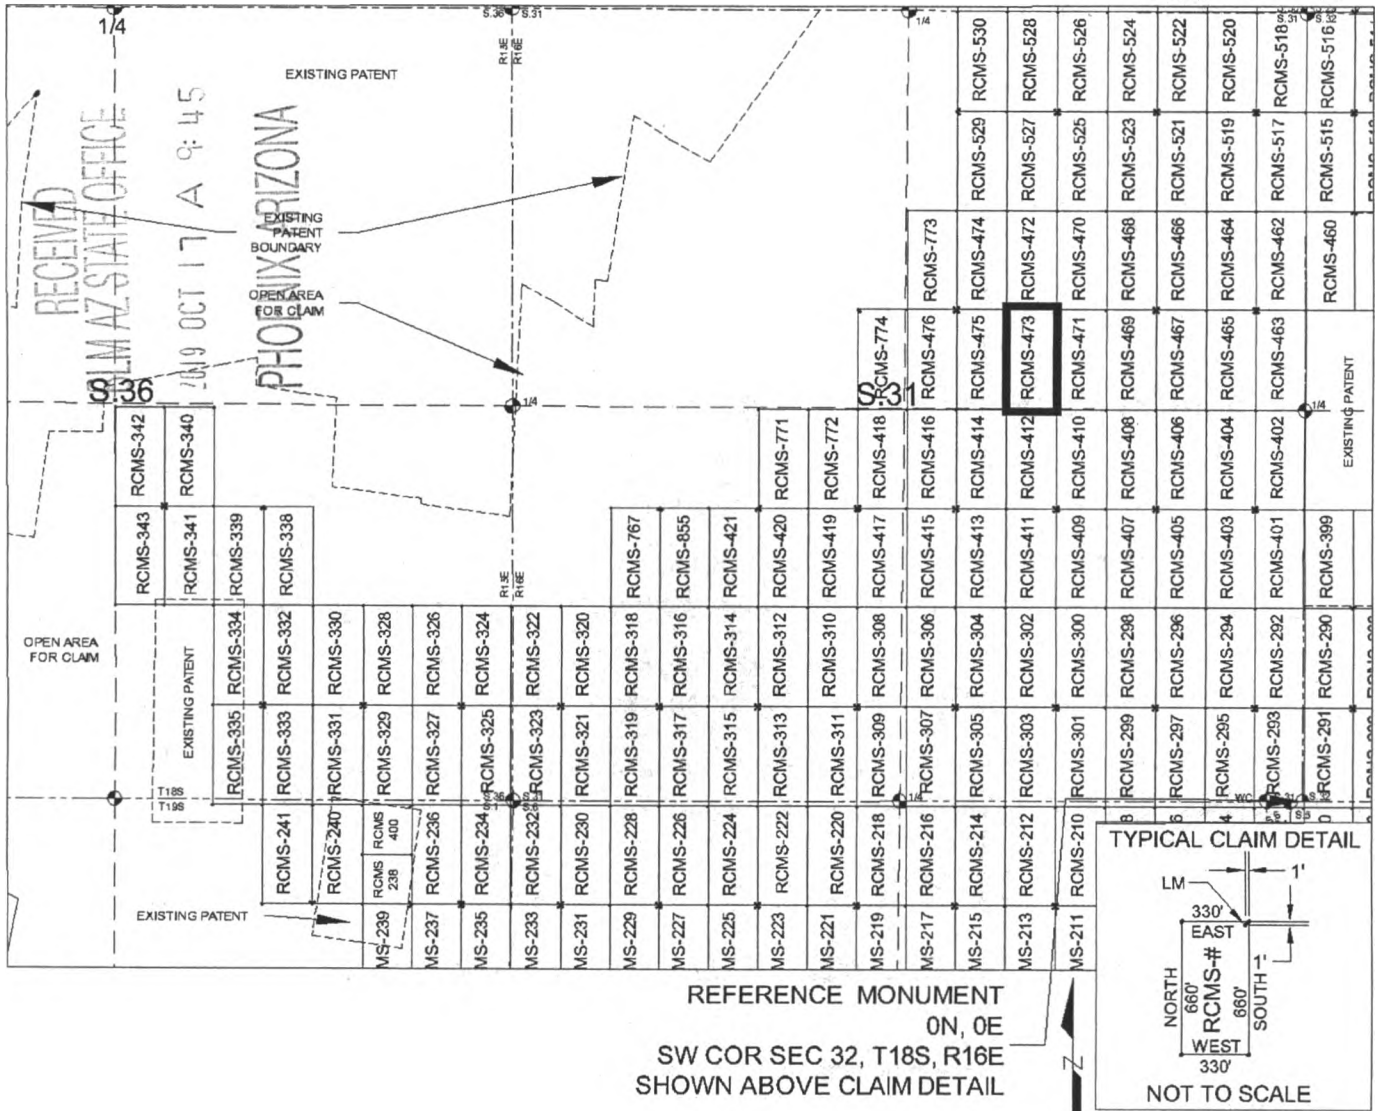 1/4
S.36 S.31
1/4
S.31 S.32
R15E R16E
EXISTING PATENT
RECEIVED
BLM AZ STATE OFFICE
2019 OCT 17 A 9:45
PHOENIX ARIZONA
EXISTING
PATENT
BOUNDARY
OPEN AREA
FOR CLAIM
RCMS-530 RCMS-528 RCMS-526 RCMS-524 RCMS-522 RCMS-520 RCMS-518 RCMS-516
RCMS-529 RCMS-527 RCMS-525 RCMS-523 RCMS-521 RCMS-519 RCMS-517 RCMS-515
RCMS-773 RCMS-474 RCMS-472 RCMS-470 RCMS-468 RCMS-466 RCMS-464 RCMS-462 RCMS-460
RCMS-774 RCMS-476 RCMS-475 RCMS-473 RCMS-471 RCMS-469 RCMS-467 RCMS-465 RCMS-463
EXISTING PATENT
S.36
1/4
S.31
1/4
RCMS-342 RCMS-340 RCMS-771 RCMS-772 RCMS-418 RCMS-416 RCMS-414 RCMS-412 RCMS-410 RCMS-408 RCMS-406 RCMS-404 RCMS-402
RCMS-343 RCMS-341 RCMS-339 RCMS-338 RCMS-767 RCMS-855 RCMS-421 RCMS-420 RCMS-419 RCMS-417 RCMS-415 RCMS-413 RCMS-411 RCMS-409 RCMS-407 RCMS-405 RCMS-403 RCMS-401 RCMS-399
R15E R16E
OPEN AREA
FOR CLAIM
EXISTING PATENT
RCMS-334 RCMS-332 RCMS-330 RCMS-328 RCMS-326 RCMS-324 RCMS-322 RCMS-320 RCMS-318 RCMS-316 RCMS-314 RCMS-312 RCMS-310 RCMS-308 RCMS-306 RCMS-304 RCMS-302 RCMS-300 RCMS-298 RCMS-296 RCMS-294 RCMS-292 RCMS-290
RCMS-335 RCMS-333 RCMS-331 RCMS-329 RCMS-327 RCMS-325 RCMS-323 RCMS-321 RCMS-319 RCMS-317 RCMS-315 RCMS-313 RCMS-311 RCMS-309 RCMS-307 RCMS-305 RCMS-303 RCMS-301 RCMS-299 RCMS-297 RCMS-295 RCMS-293 RCMS-291
T18S
T19S
S.36 S.31
S.1 S.6
1/4
WC S.31 S.32
S.6 S.5
RCMS-241 RCMS-240 RCMS 400 RCMS-236 RCMS-234 RCMS-232 RCMS-230 RCMS-228 RCMS-226 RCMS-224 RCMS-222 RCMS-220 RCMS-218 RCMS-216 RCMS-214 RCMS-212 RCMS-210
RCMS 238
EXISTING PATENT
MS-239 MS-237 MS-235 MS-233 MS-231 MS-229 MS-227 MS-225 MS-223 MS-221 MS-219 MS-217 MS-215 MS-213 MS-211
REFERENCE MONUMENT
0N, 0E
SW COR SEC 32, T18S, R16E
SHOWN ABOVE CLAIM DETAIL
N
TYPICAL CLAIM DETAIL
1'
LM
330'
EAST
1'
NORTH
660'
RCMS-#
660'
SOUTH
WEST
330'
NOT TO SCALE